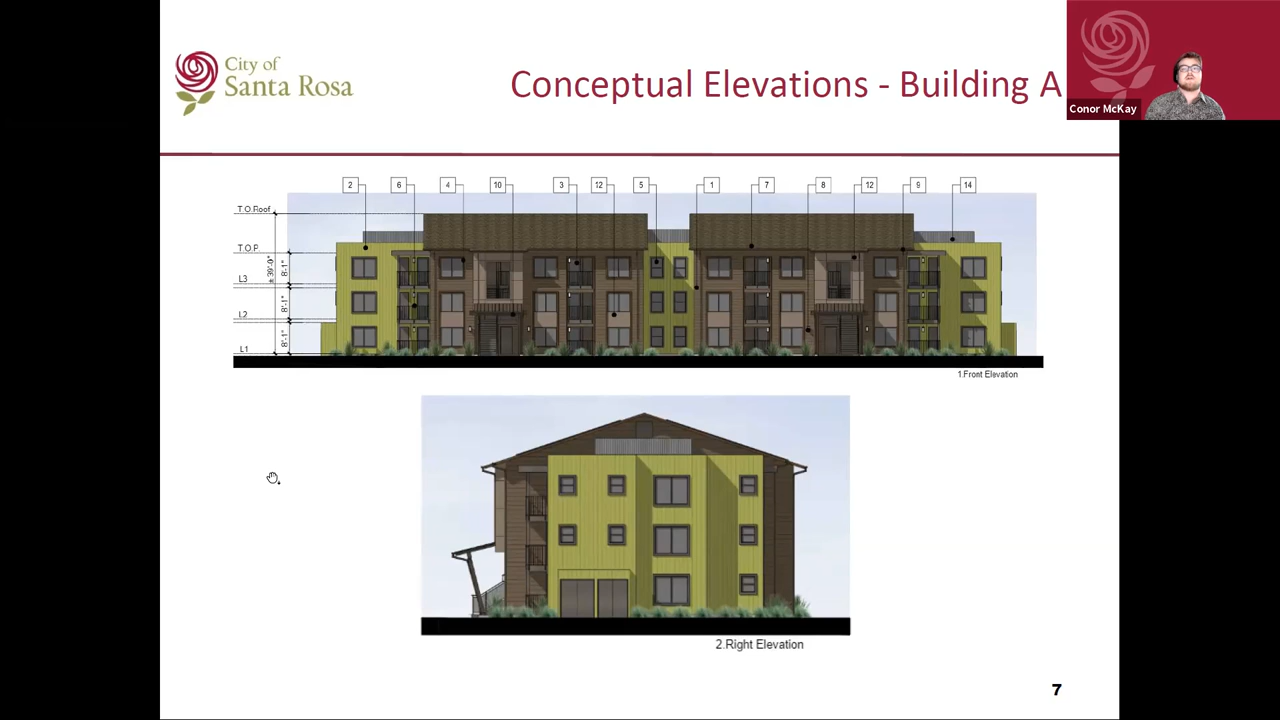 City of
Santa Rosa
Conceptual Elevations - Building A
Conor McKay
2 6 4 10 3 12 5 1 7 8 12 9 14
T.O.Roof
T.O.P.
± 39'-0"
8'-1"
L3
8'-1"
L2
8'-1"
L1
1.Front Elevation
2.Right Elevation
7